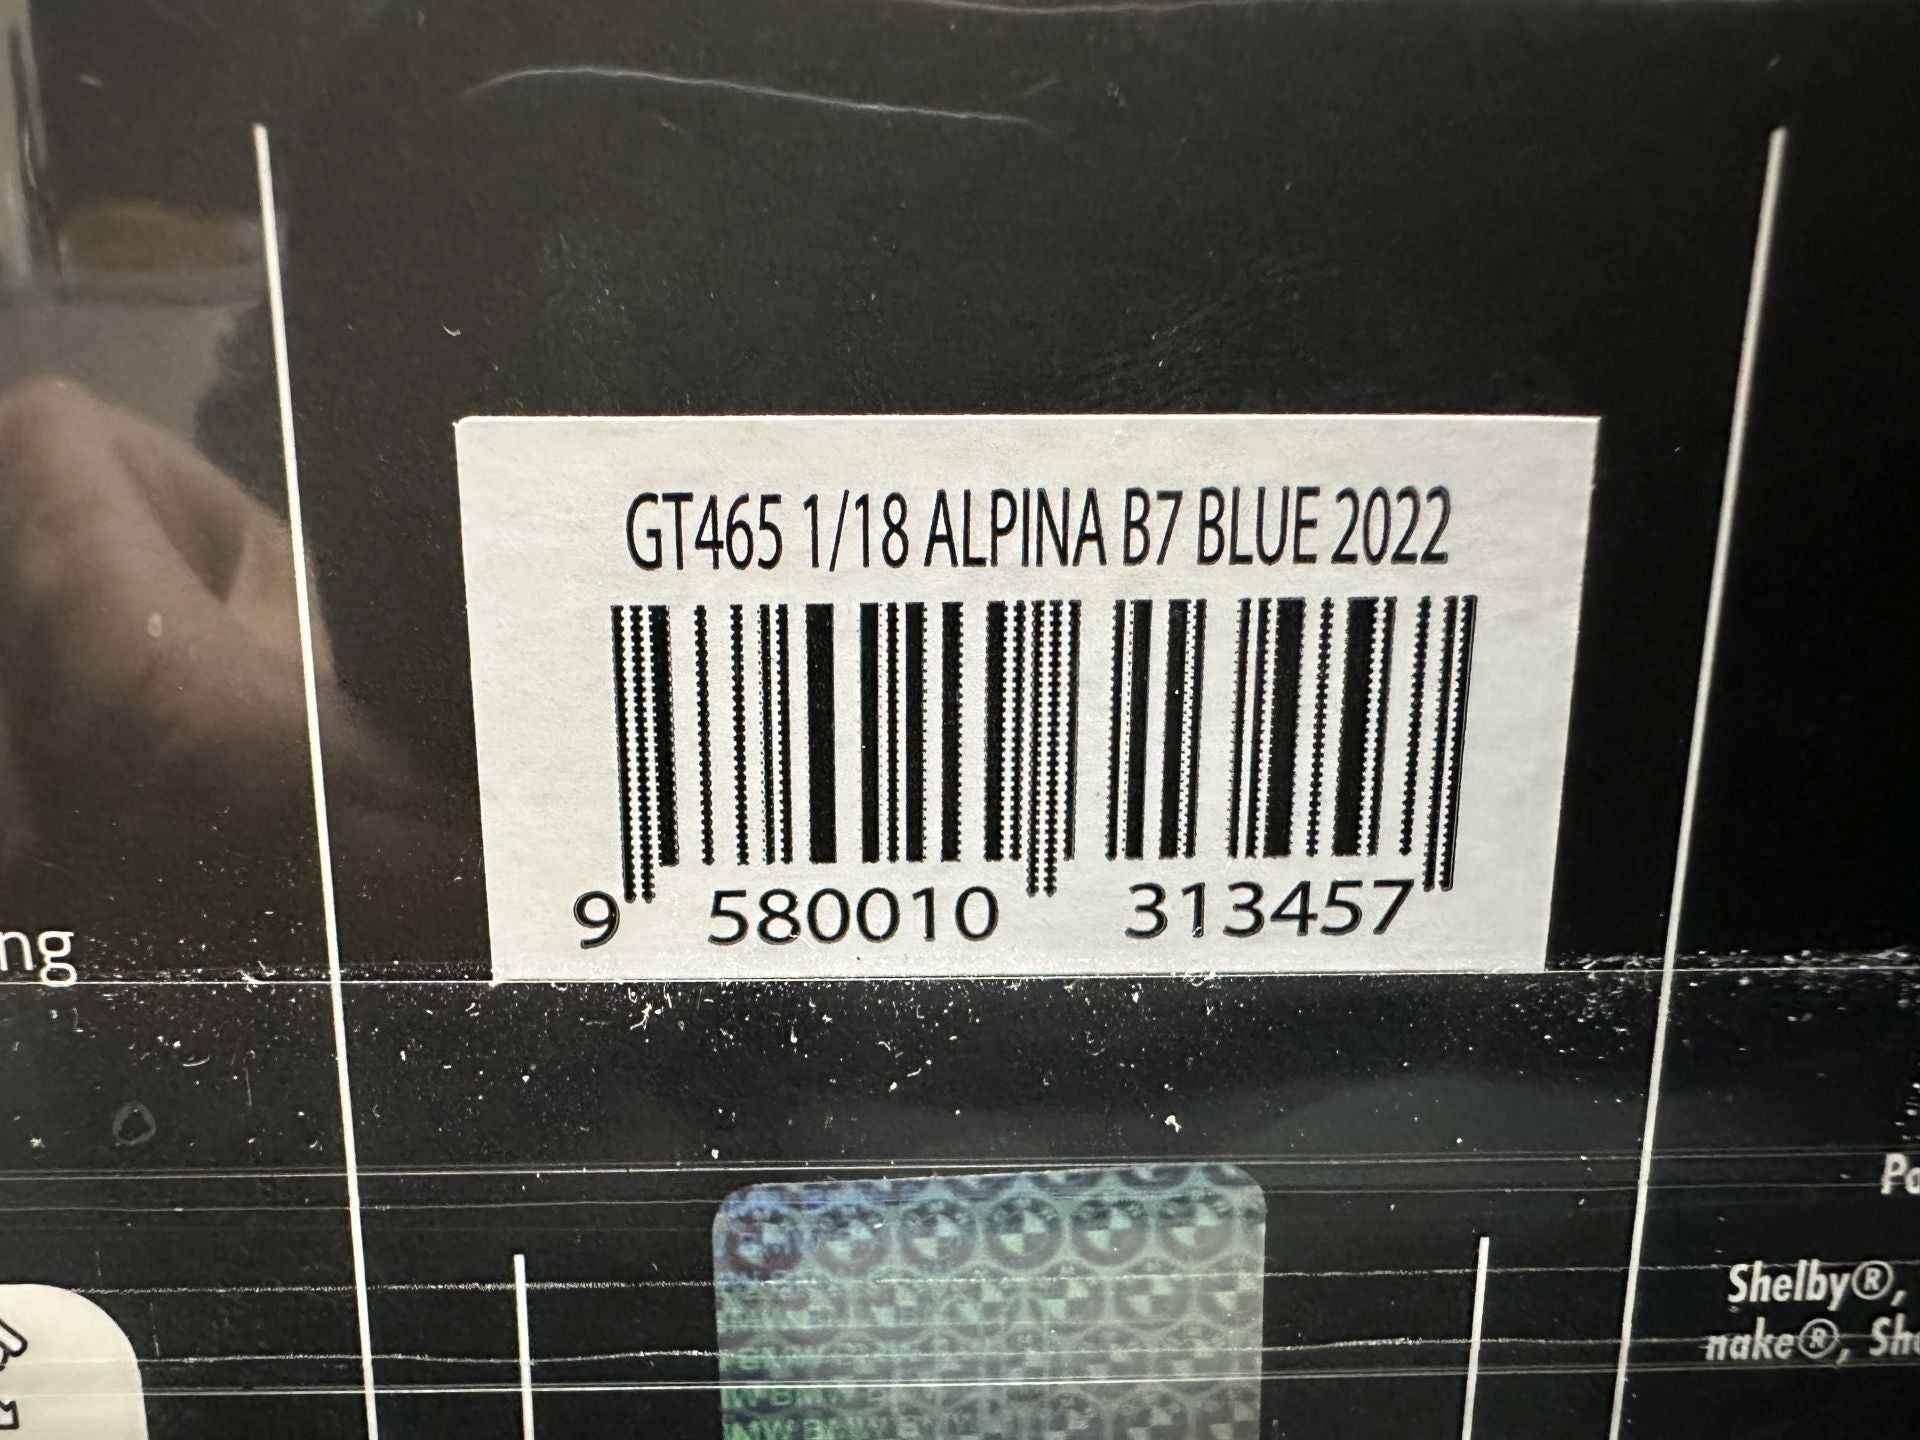 GT465 1/18 ALPINA B7 BLUE 2022
9 580010 313457
ng
Shelby®,
nake®,